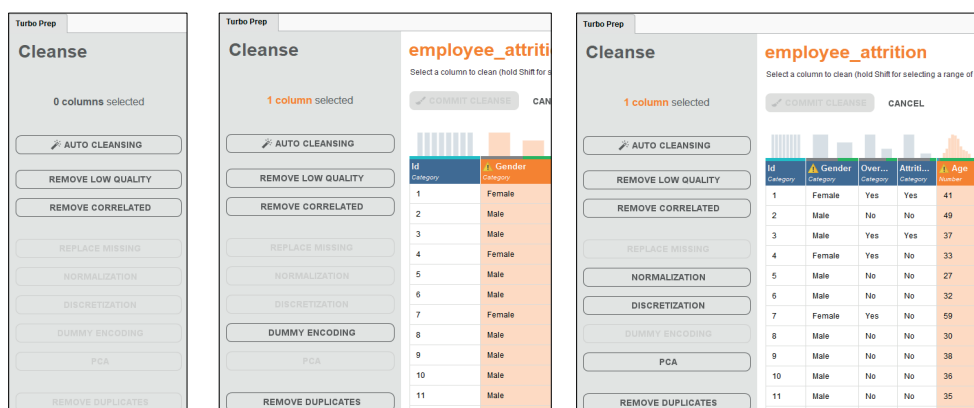 Turbo Prep
Cleanse
0 columns selected
AUTO CLEANSING
REMOVE LOW QUALITY
REMOVE CORRELATED
REPLACE MISSING
NORMALIZATION
DISCRETIZATION
DUMMY ENCODING
PCA
REMOVE DUPLICATES
Turbo Prep
Cleanse
1 column selected
AUTO CLEANSING
REMOVE LOW QUALITY
REMOVE CORRELATED
REPLACE MISSING
NORMALIZATION
DISCRETIZATION
DUMMY ENCODING
PCA
REMOVE DUPLICATES
employee_attriti
Select a column to clean (hold Shift for s
COMMIT CLEANSE CAN
Id Gender
Category Category
1 Female
2 Male
3 Male
4 Female
5 Male
6 Male
7 Female
8 Male
9 Male
10 Male
11 Male
Turbo Prep
Cleanse
1 column selected
AUTO CLEANSING
REMOVE LOW QUALITY
REMOVE CORRELATED
REPLACE MISSING
NORMALIZATION
DISCRETIZATION
DUMMY ENCODING
PCA
REMOVE DUPLICATES
employee_attrition
Select a column to clean (hold Shift for selecting a range of
COMMIT CLEANSE CANCEL
Id Gender Over... Attriti... Age
Category Category Category Category Number
1 Female Yes Yes 41
2 Male No No 49
3 Male Yes Yes 37
4 Female Yes No 33
5 Male No No 27
6 Male No No 32
7 Female Yes No 59
8 Male No No 30
9 Male No No 38
10 Male No No 36
11 Male No No 35